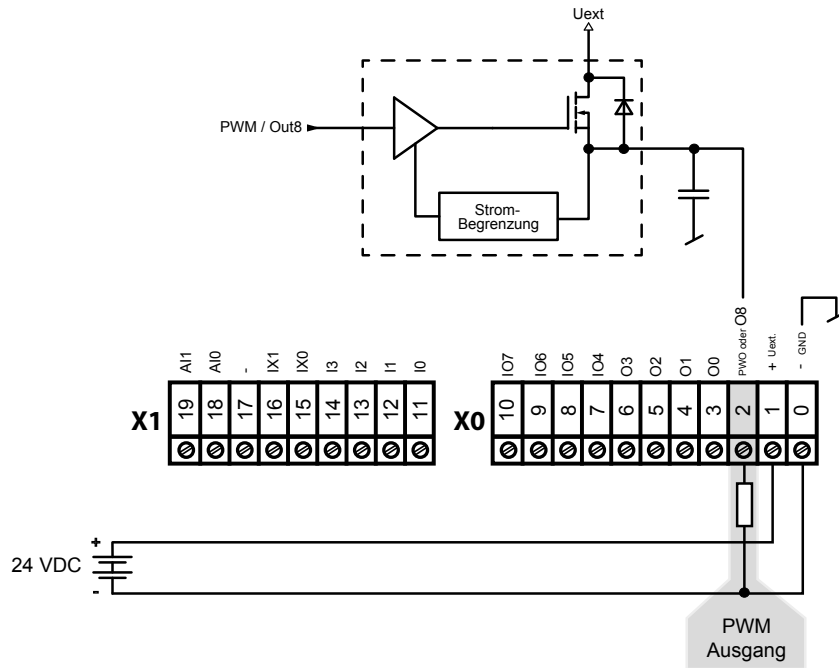 Uext
PWM / Out8
Strom-
Begrenzung
AI1
AI0
-
IX1
IX0
I3
I2
I1
I0
IO7
IO6
IO5
IO4
O3
O2
O1
O0
PWO oder O8
+ Uext.
- GND
X1
19
18
17
16
15
14
13
12
11
X0
10
9
8
7
6
5
4
3
2
1
0
+
24 VDC
-
PWM
Ausgang